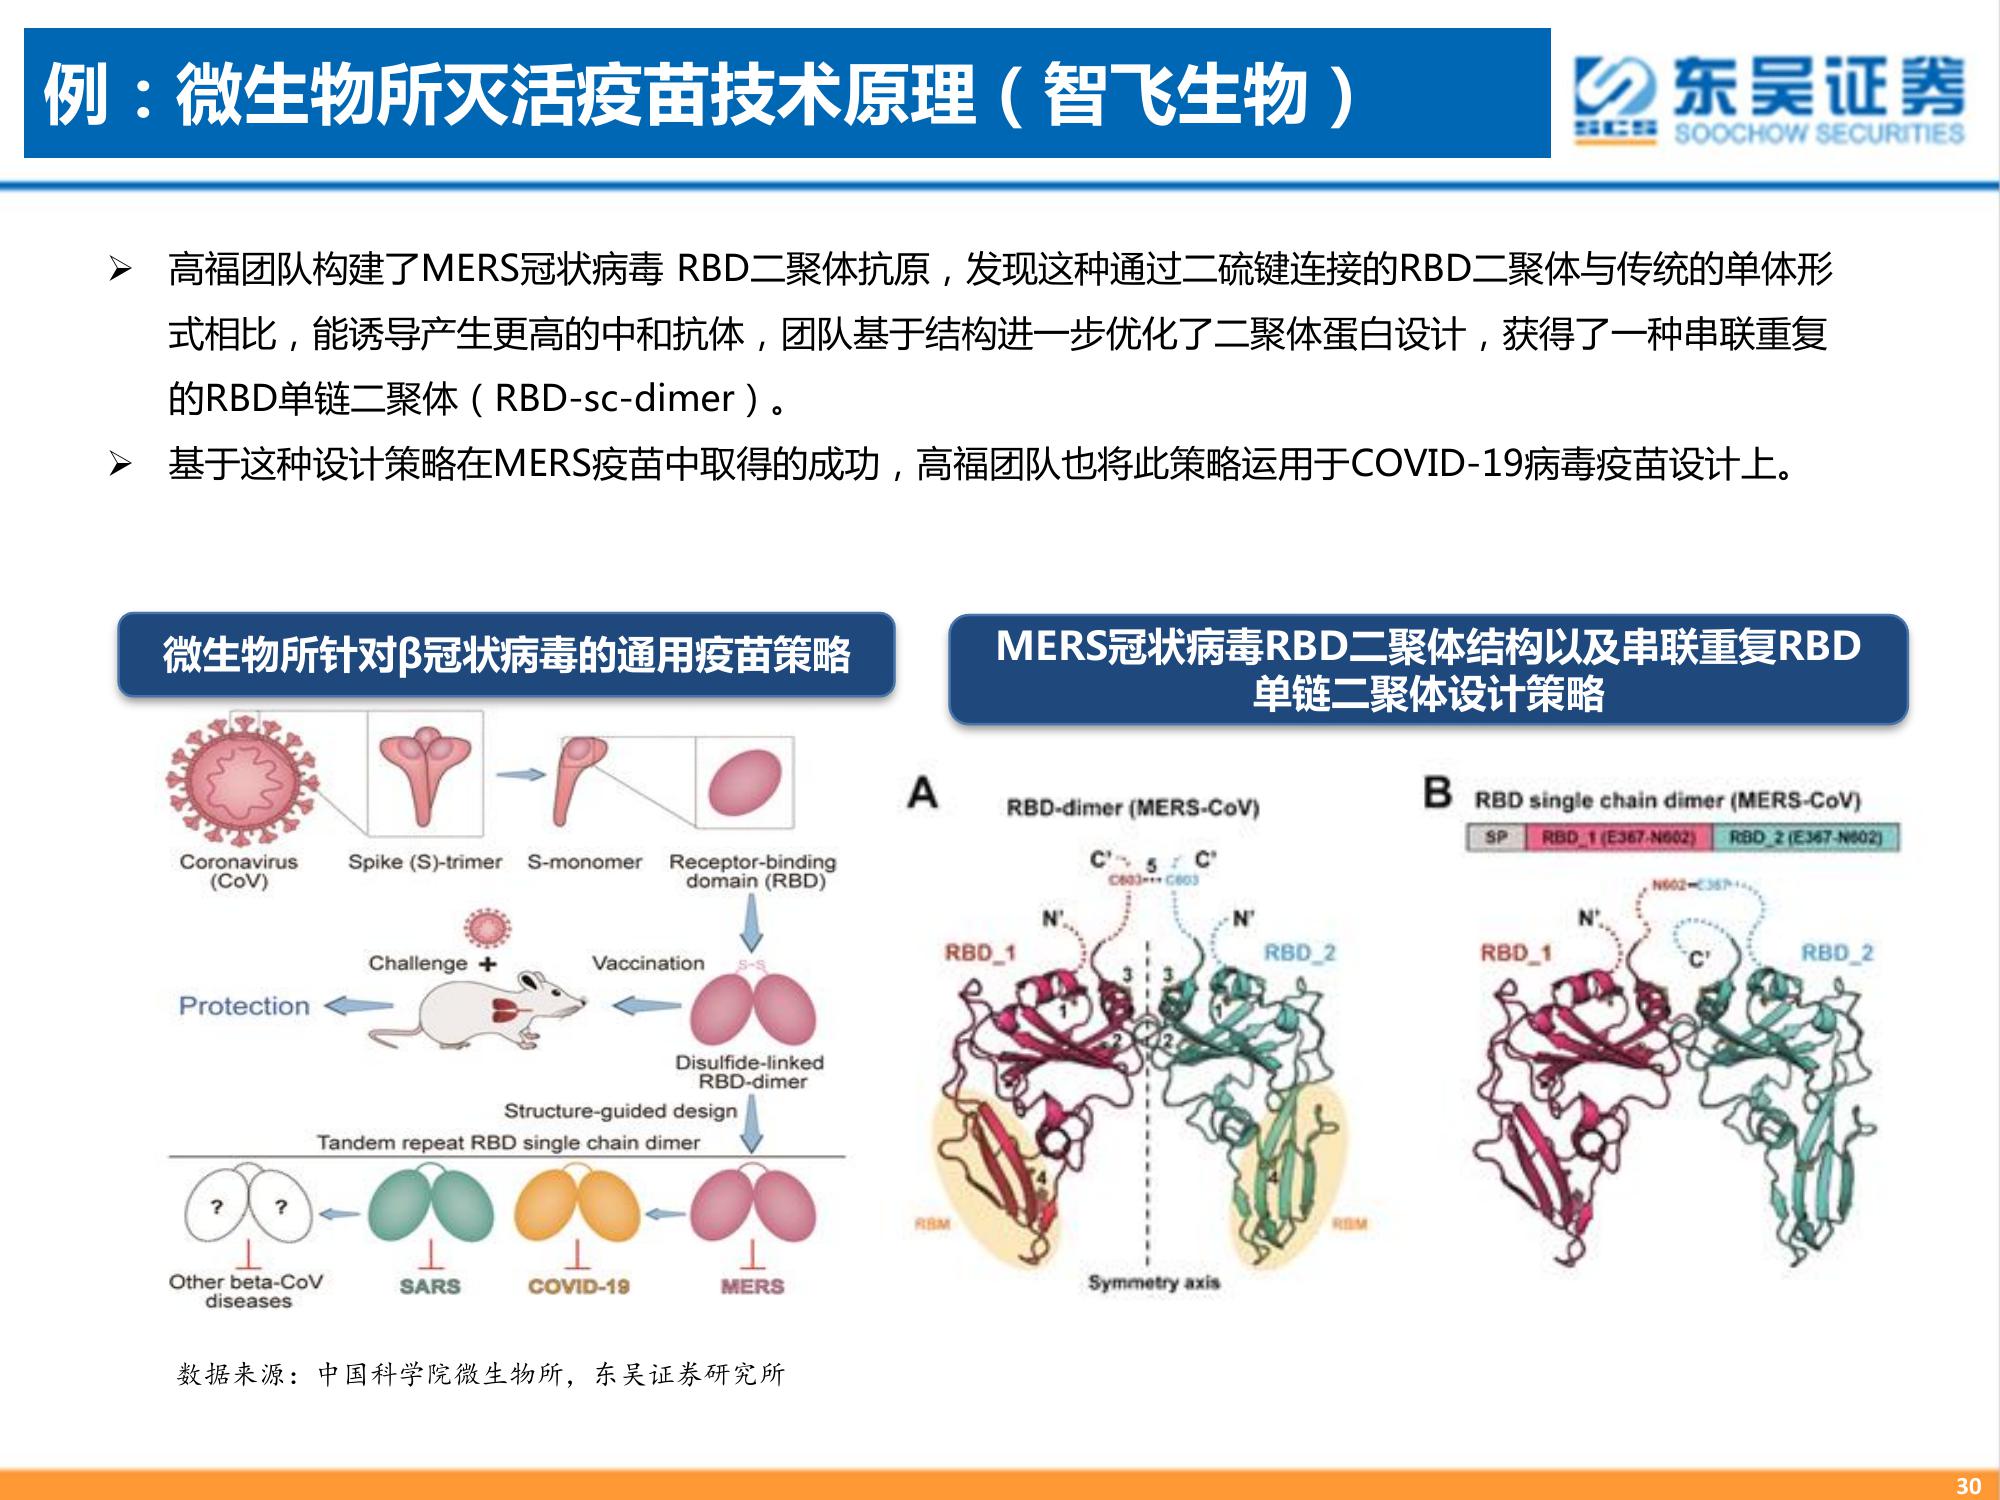 例：微生物所灭活疫苗技术原理（智飞生物）
东吴证券
SCS
SOOCHOW SECURITIES
高福团队构建了MERS冠状病毒 RBD二聚体抗原，发现这种通过二硫键连接的RBD二聚体与传统的单体形
式相比，能诱导产生更高的中和抗体，团队基于结构进一步优化了二聚体蛋白设计，获得了一种串联重复
的RBD单链二聚体（RBD-sc-dimer）。
基于这种设计策略在MERS疫苗中取得的成功，高福团队也将此策略运用于COVID-19病毒疫苗设计上。
微生物所针对β冠状病毒的通用疫苗策略
Coronavirus
(CoV)
Spike (S)-trimer
S-monomer
Receptor-binding
domain (RBD)
Challenge +
Vaccination
S-S
Protection
Disulfide-linked
RBD-dimer
Structure-guided design
Tandem repeat RBD single chain dimer
? ?
Other beta-CoV
diseases
SARS
COVID-19
MERS
MERS冠状病毒RBD二聚体结构以及串联重复RBD
单链二聚体设计策略
A
RBD-dimer (MERS-CoV)
C' 5 C'
C603 C603
N' N'
RBD_1 RBD_2
3 3
1 1
2 2
4 4
RBM RBM
Symmetry axis
B
RBD single chain dimer (MERS-CoV)
SP RBD_1 (E367-N602) RBD_2 (E367-N602)
N602 E367
N'
C'
RBD_1 RBD_2
数据来源：中国科学院微生物所，东吴证券研究所
30